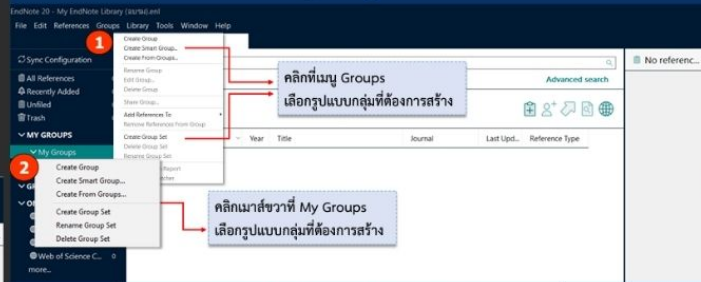 EndNote 20 - My EndNote Library
File Edit References Groups Library Tools Window Help
1
Create Group
Create Smart Group...
Create From Groups...
Rename Group
Edit Group...
Delete Group
Share Group...
Add References To
Remove References From Group
Create Group Set
Delete Group Set
Rename Group Set
Report
Sync Configuration
All References
Recently Added
Unfiled
Trash
MY GROUPS
My Groups
คลิกที่เมนู Groups
เลือกรูปแบบกลุ่มที่ต้องการสร้าง
Advanced search
No referenc...
Year Title Journal Last Upd... Reference Type
2
Create Group
Create Smart Group...
Create From Groups...
Create Group Set
Rename Group Set
Delete Group Set
คลิกเมาส์ขวาที่ My Groups
เลือกรูปแบบกลุ่มที่ต้องการสร้าง
Web of Science C... 0
more...